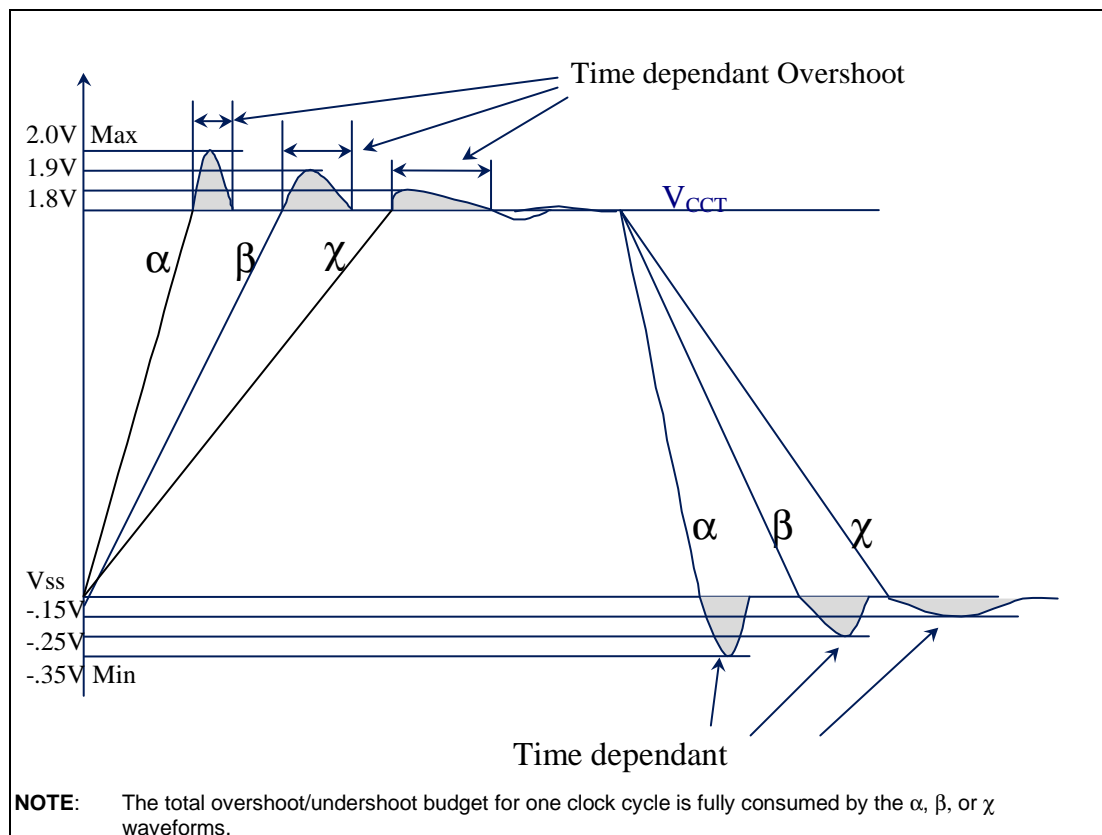 Time dependant Overshoot
2.0V Max
1.9V
1.8V
VCCT
α β χ
α β χ
VSS
-.15V
-.25V
-.35V Min
Time dependant
NOTE: The total overshoot/undershoot budget for one clock cycle is fully consumed by the α, β, or χ
waveforms.